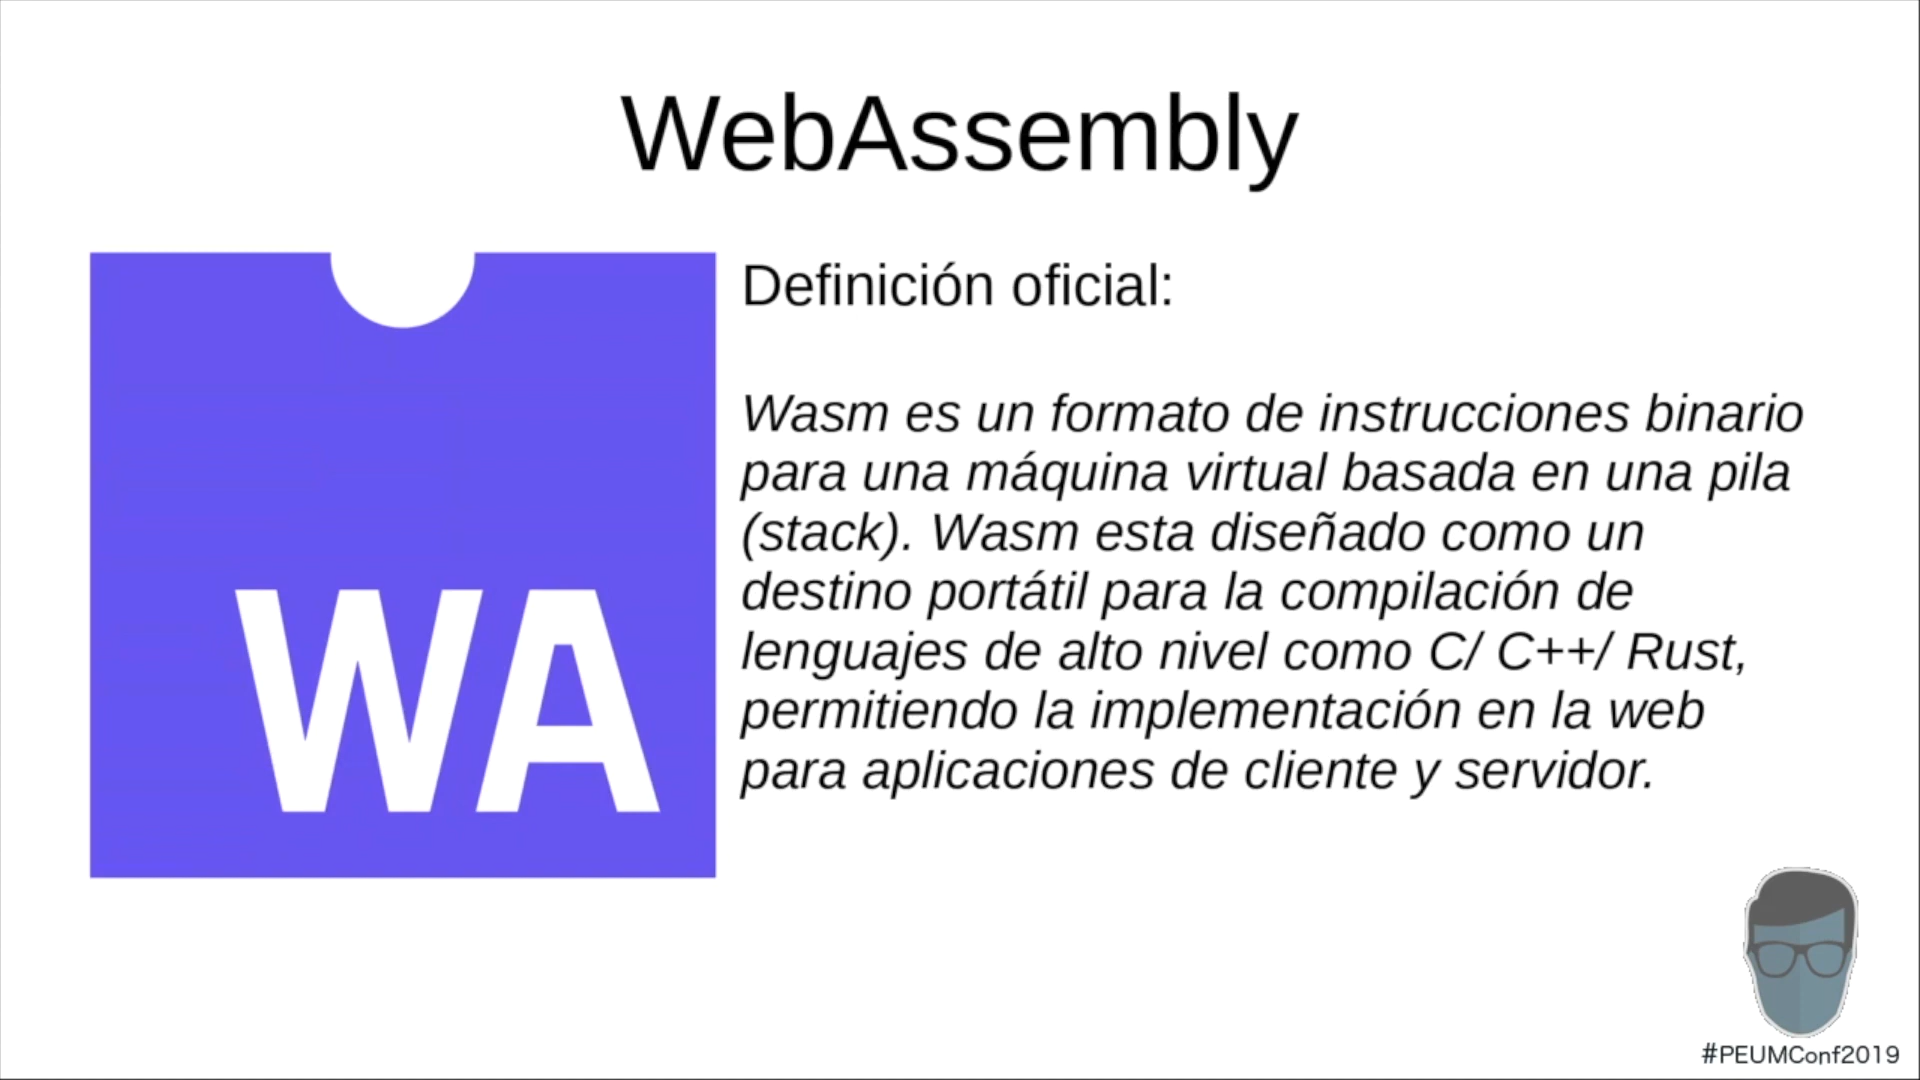 WebAssembly
WA
Definición oficial:
Wasm es un formato de instrucciones binario
para una máquina virtual basada en una pila
(stack). Wasm esta diseñado como un
destino portátil para la compilación de
lenguajes de alto nivel como C/ C++/ Rust,
permitiendo la implementación en la web
para aplicaciones de cliente y servidor.
#PEUMConf2019